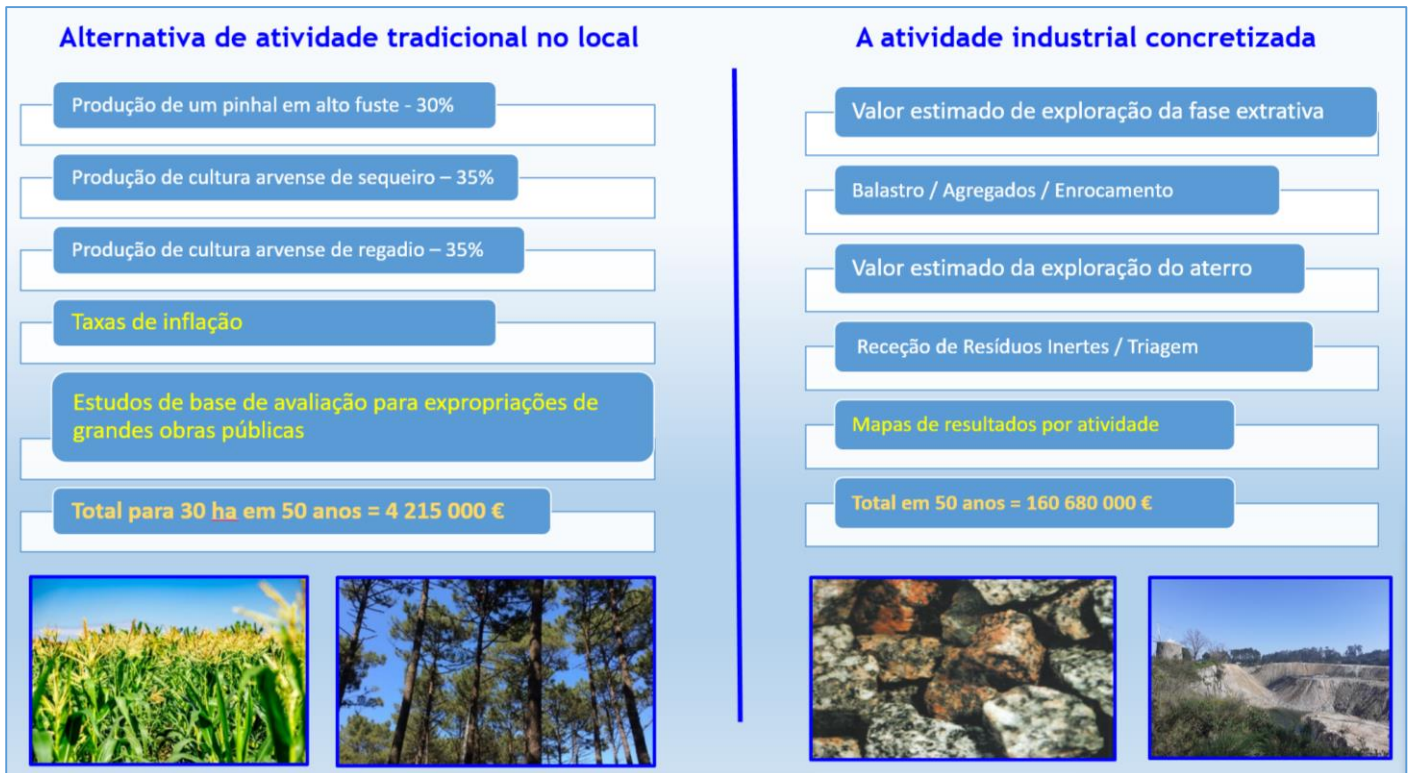 Alternativa de atividade tradicional no local
Produção de um pinhal em alto fuste - 30%
Produção de cultura arvense de sequeiro – 35%
Produção de cultura arvense de regadio – 35%
Taxas de inflação
Estudos de base de avaliação para expropriações de
grandes obras públicas
Total para 30 ha em 50 anos = 4 215 000 €
A atividade industrial concretizada
Valor estimado de exploração da fase extrativa
Balastro / Agregados / Enrocamento
Valor estimado da exploração do aterro
Receção de Resíduos Inertes / Triagem
Mapas de resultados por atividade
Total em 50 anos = 160 680 000 €